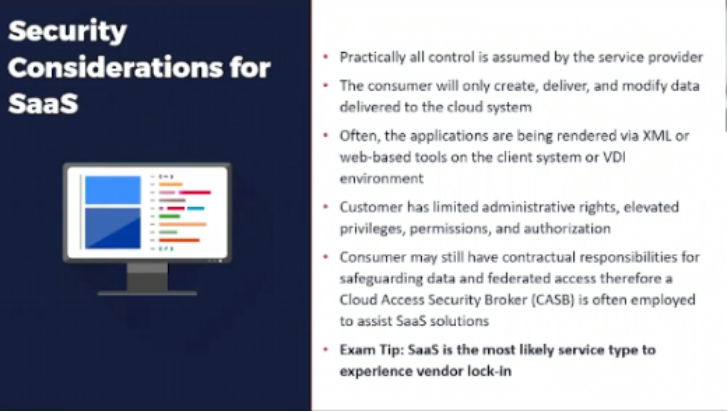 Security
Considerations for
SaaS
• Practically all control is assumed by the service provider
• The consumer will only create, deliver, and modify data
delivered to the cloud system
• Often, the applications are being rendered via XML or
web-based tools on the client system or VDI
environment
• Customer has limited administrative rights, elevated
privileges, permissions, and authorization
• Consumer may still have contractual responsibilities for
safeguarding data and federated access therefore a
Cloud Access Security Broker (CASB) is often employed
to assist SaaS solutions
• Exam Tip: SaaS is the most likely service type to
experience vendor lock-in